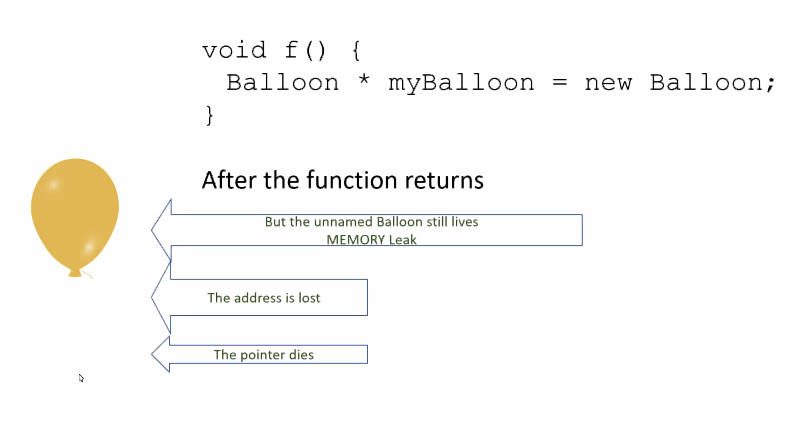 void f() {
Balloon * myBalloon = new Balloon;
}
After the function returns
But the unnamed Balloon still lives
MEMORY Leak
The address is lost
The pointer dies